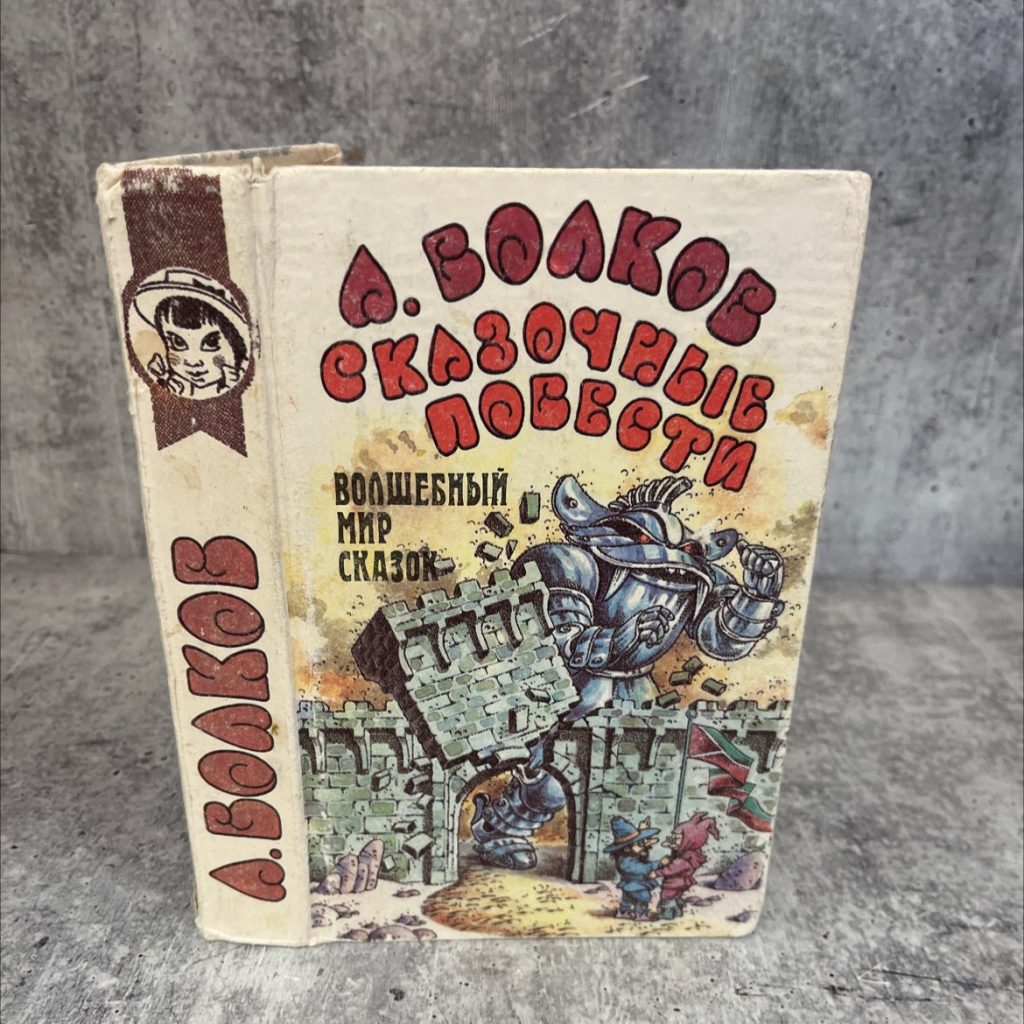 А. ВОЛКОВ
СКАЗОЧНЫЕ
ПОВЕСТИ
ВОЛШЕБНЫЙ
МИР
СКАЗОК
А. ВОЛКОВ